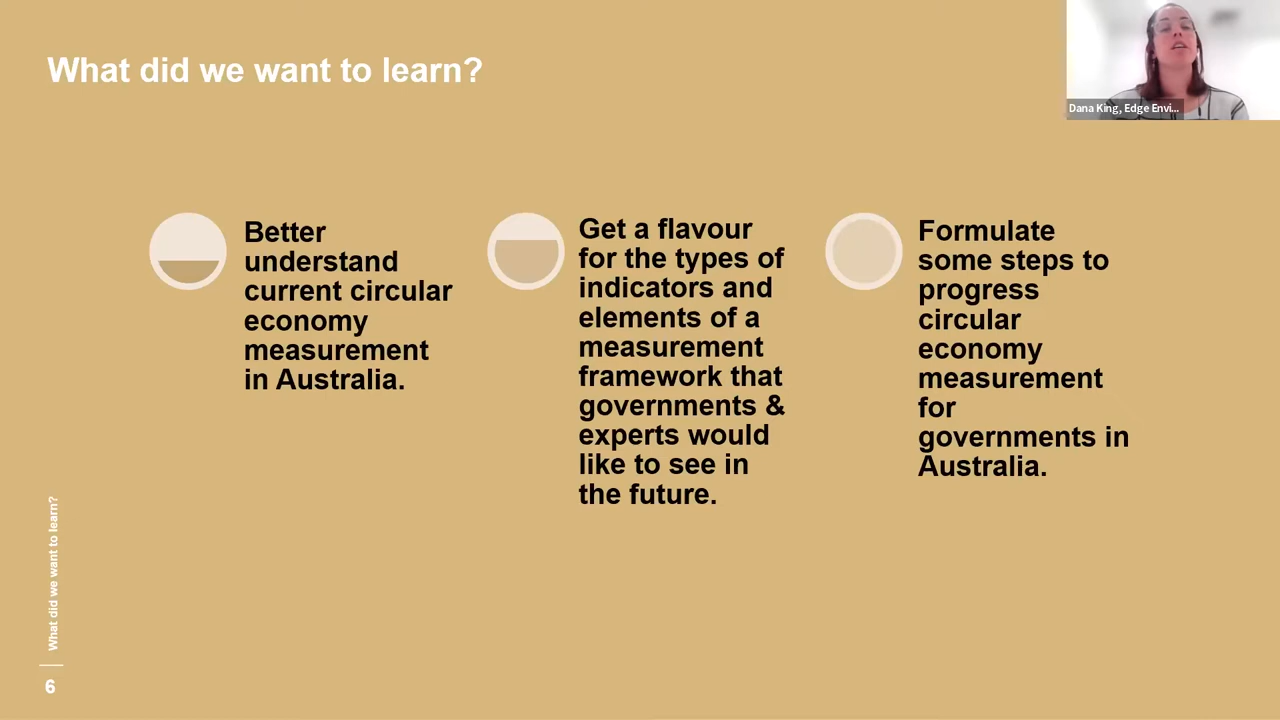 What did we want to learn?
Dana King, Edge Envi...
Better
understand
current circular
economy
measurement
in Australia.
Get a flavour
for the types of
indicators and
elements of a
measurement
framework that
governments &
experts would
like to see in
the future.
Formulate
some steps to
progress
circular
economy
measurement
for
governments in
Australia.
What did we want to learn?
6